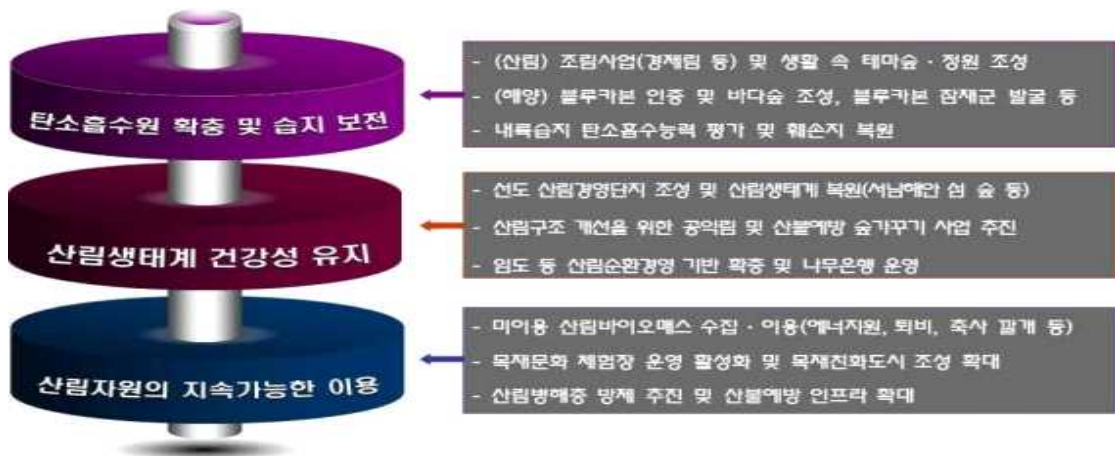 탄소흡수원 확충 및 습지 보전
- (산림) 조림사업(경제림 등) 및 생활 속 테마숲·정원 조성
- (해양) 블루카본 인증 및 바다숲 조성, 블루카본 잠재군 발굴 등
- 내륙습지 탄소흡수능력 평가 및 훼손지 복원
산림생태계 건강성 유지
- 선도 산림경영단지 조성 및 산림생태계 복원(서남해안 섬 숲 등)
- 산림구조 개선을 위한 공익림 및 산불예방 숲가꾸기 사업 추진
- 임도 등 산림순환경영 기반 확충 및 나무은행 운영
산림자원의 지속가능한 이용
- 미이용 산림바이오매스 수집·이용(에너지원, 퇴비, 축사 깔개 등)
- 목재문화 체험장 운영 활성화 및 목재친화도시 조성 확대
- 산림병해충 방제 추진 및 산불예방 인프라 확대